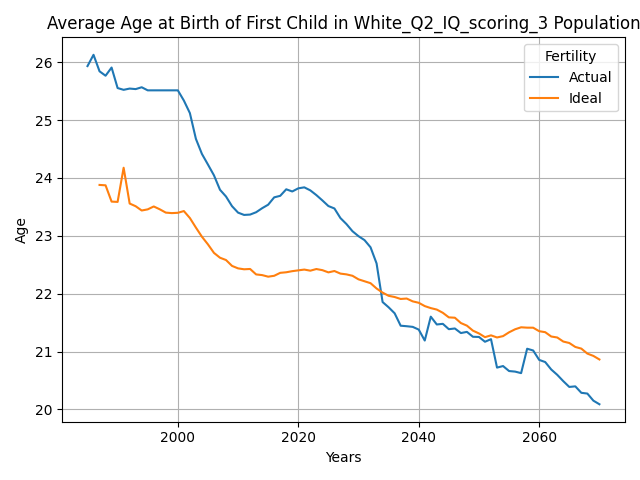 Average Age at Birth of First Child in White_Q2_IQ_scoring_3 Population
Fertility
Actual
Ideal
Age
26
25
24
23
22
21
20
2000
2020
2040
2060
Years